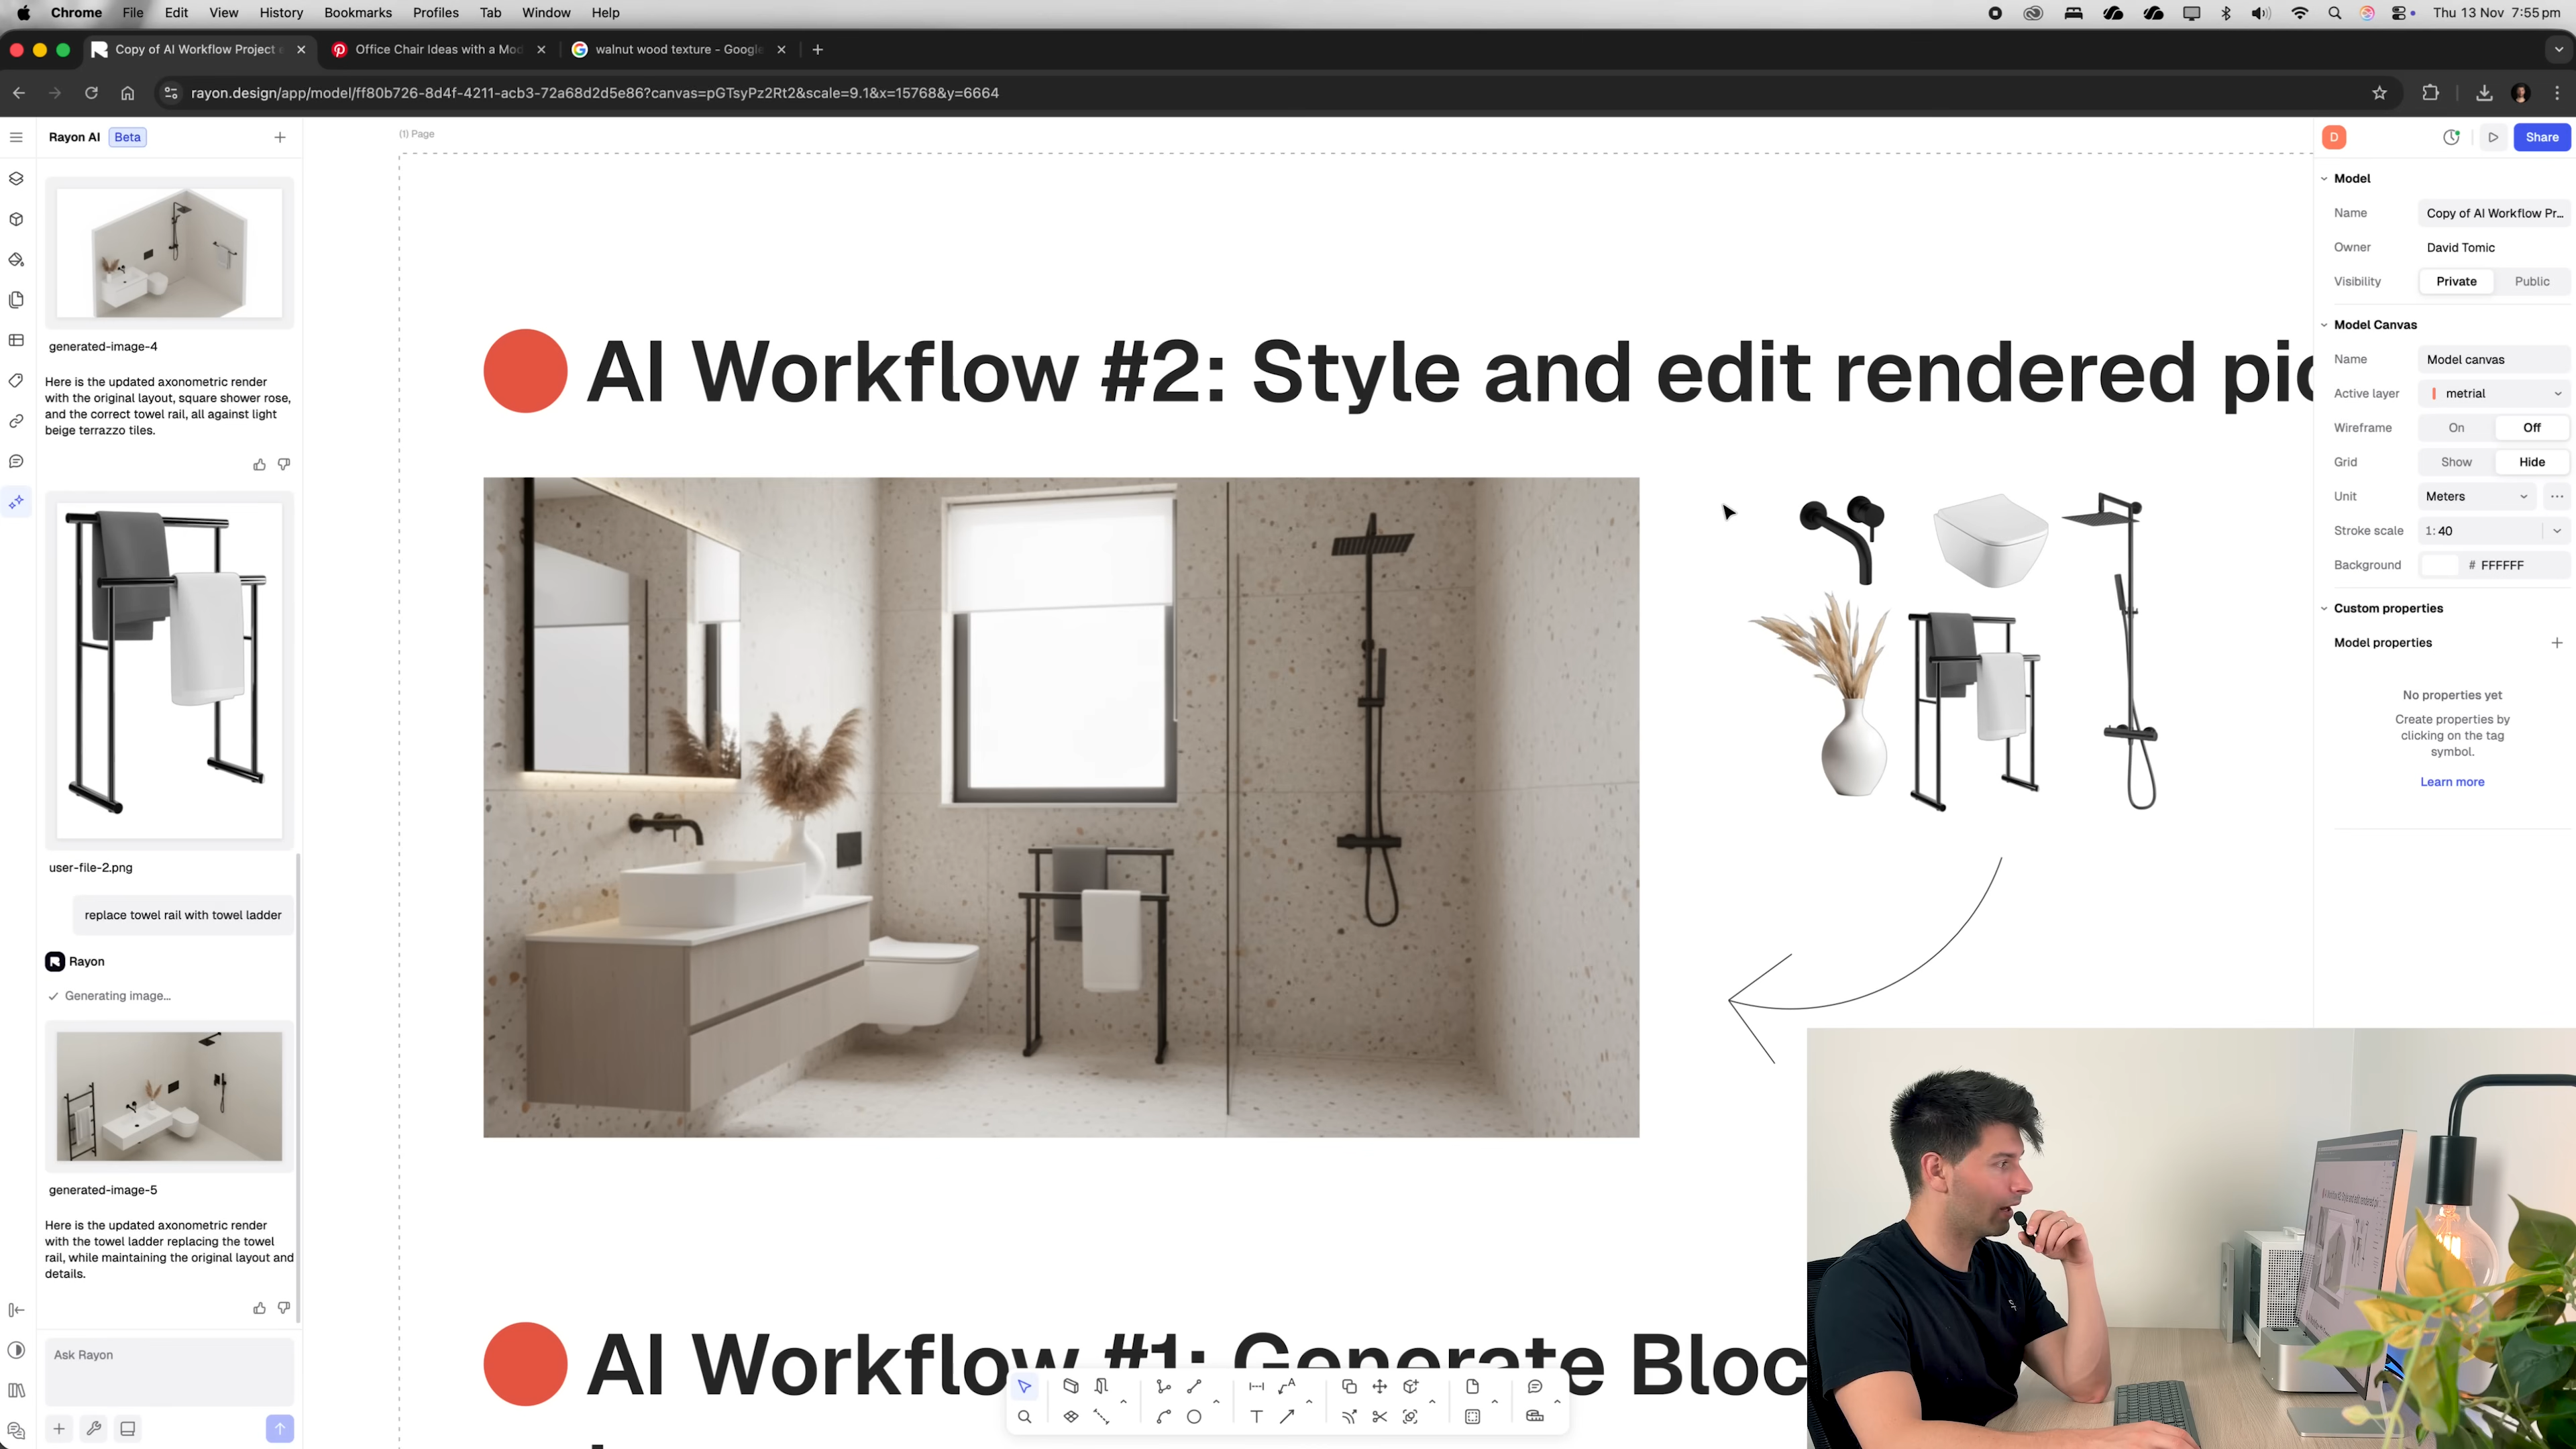 Chrome File Edit View History Bookmarks Profiles Tab Window Help
Thu 13 Nov 7:55 pm
Copy of AI Workflow Project
Office Chair Ideas with a Mod
walnut wood texture - Google
rayon.design/app/model/ff80b726-8d4f-4211-acb3-72a68d2d5e86?canvas=pGTsyPz2Rt2&scale=9.1&x=15768&y=6664
Rayon AI Beta
generated-image-4
Here is the updated axonometric render
with the original layout, square shower rose,
and the correct towel rail, all against light
beige terrazzo tiles.
user-file-2.png
replace towel rail with towel ladder
Rayon
Generating image...
generated-image-5
Here is the updated axonometric render
with the towel ladder replacing the towel
rail, while maintaining the original layout and
details.
Ask Rayon
(1) Page
AI Workflow #2: Style and edit rendered pic
AI Workflow #1: Generate Bloc
D
Share
Model
Name Copy of AI Workflow Pr...
Owner David Tomic
Visibility Private Public
Model Canvas
Name Model canvas
Active layer metrial
Wireframe On Off
Grid Show Hide
Unit Meters
Stroke scale 1: 40
Background # FFFFFF
Custom properties
Model properties
No properties yet
Create properties by
clicking on the tag
symbol.
Learn more